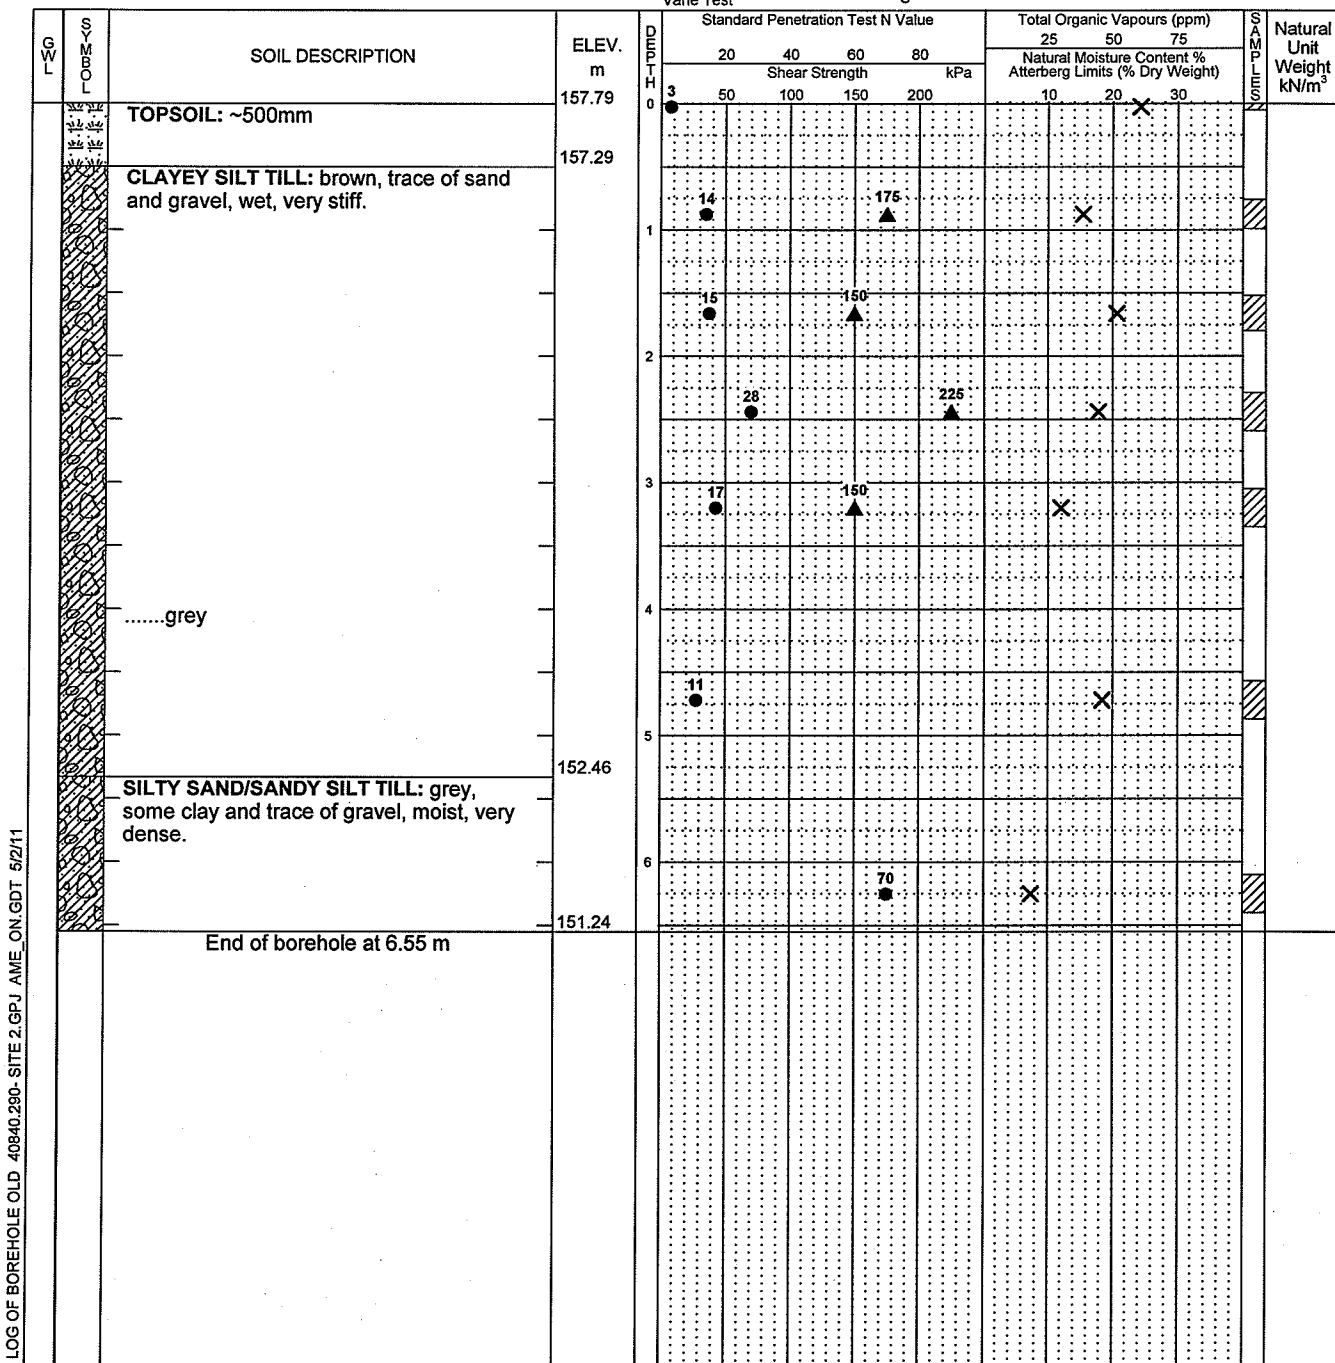 Vane Test
GWL
SYMBOL
SOIL DESCRIPTION
ELEV.
m
DEPTH
Standard Penetration Test N Value
20 40 60 80
Shear Strength kPa
50 100 150 200
Total Organic Vapours (ppm)
25 50 75
Natural Moisture Content %
Atterberg Limits (% Dry Weight)
10 20 30
SAMPLES
Natural
Unit
Weight
kN/m³
157.79
0
3
TOPSOIL: ~500mm
157.29
CLAYEY SILT TILL: brown, trace of sand
and gravel, wet, very stiff.
14
175
1
15
150
2
28
225
3
17
150
4
.......grey
11
5
152.46
SILTY SAND/SANDY SILT TILL: grey,
some clay and trace of gravel, moist, very
dense.
6
70
151.24
End of borehole at 6.55 m
LOG OF BOREHOLE OLD 40840.290- SITE 2.GPJ AME_ON.GDT 5/2/11